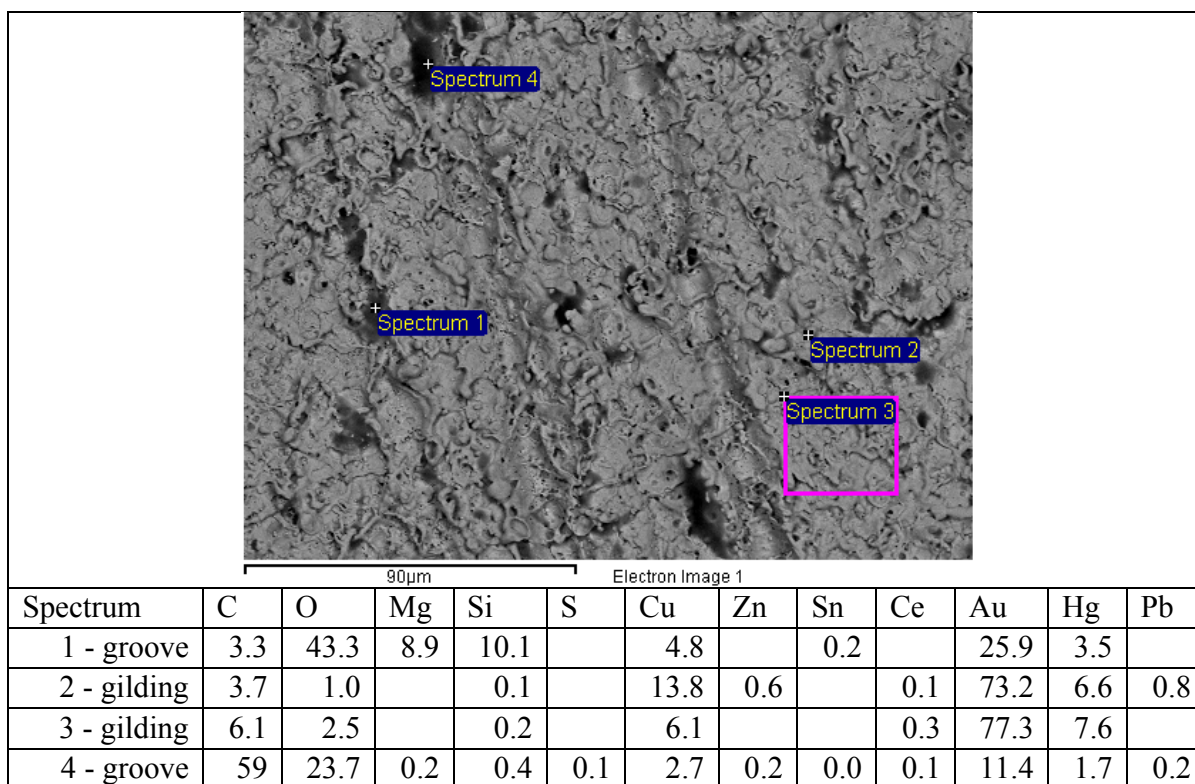 Spectrum 4
Spectrum 1
Spectrum 2
Spectrum 3
90µm Electron Image 1
Spectrum C O Mg Si S Cu Zn Sn Ce Au Hg Pb
1 - groove 3.3 43.3 8.9 10.1 4.8 0.2 25.9 3.5
2 - gilding 3.7 1.0 0.1 13.8 0.6 0.1 73.2 6.6 0.8
3 - gilding 6.1 2.5 0.2 6.1 0.3 77.3 7.6
4 - groove 59 23.7 0.2 0.4 0.1 2.7 0.2 0.0 0.1 11.4 1.7 0.2